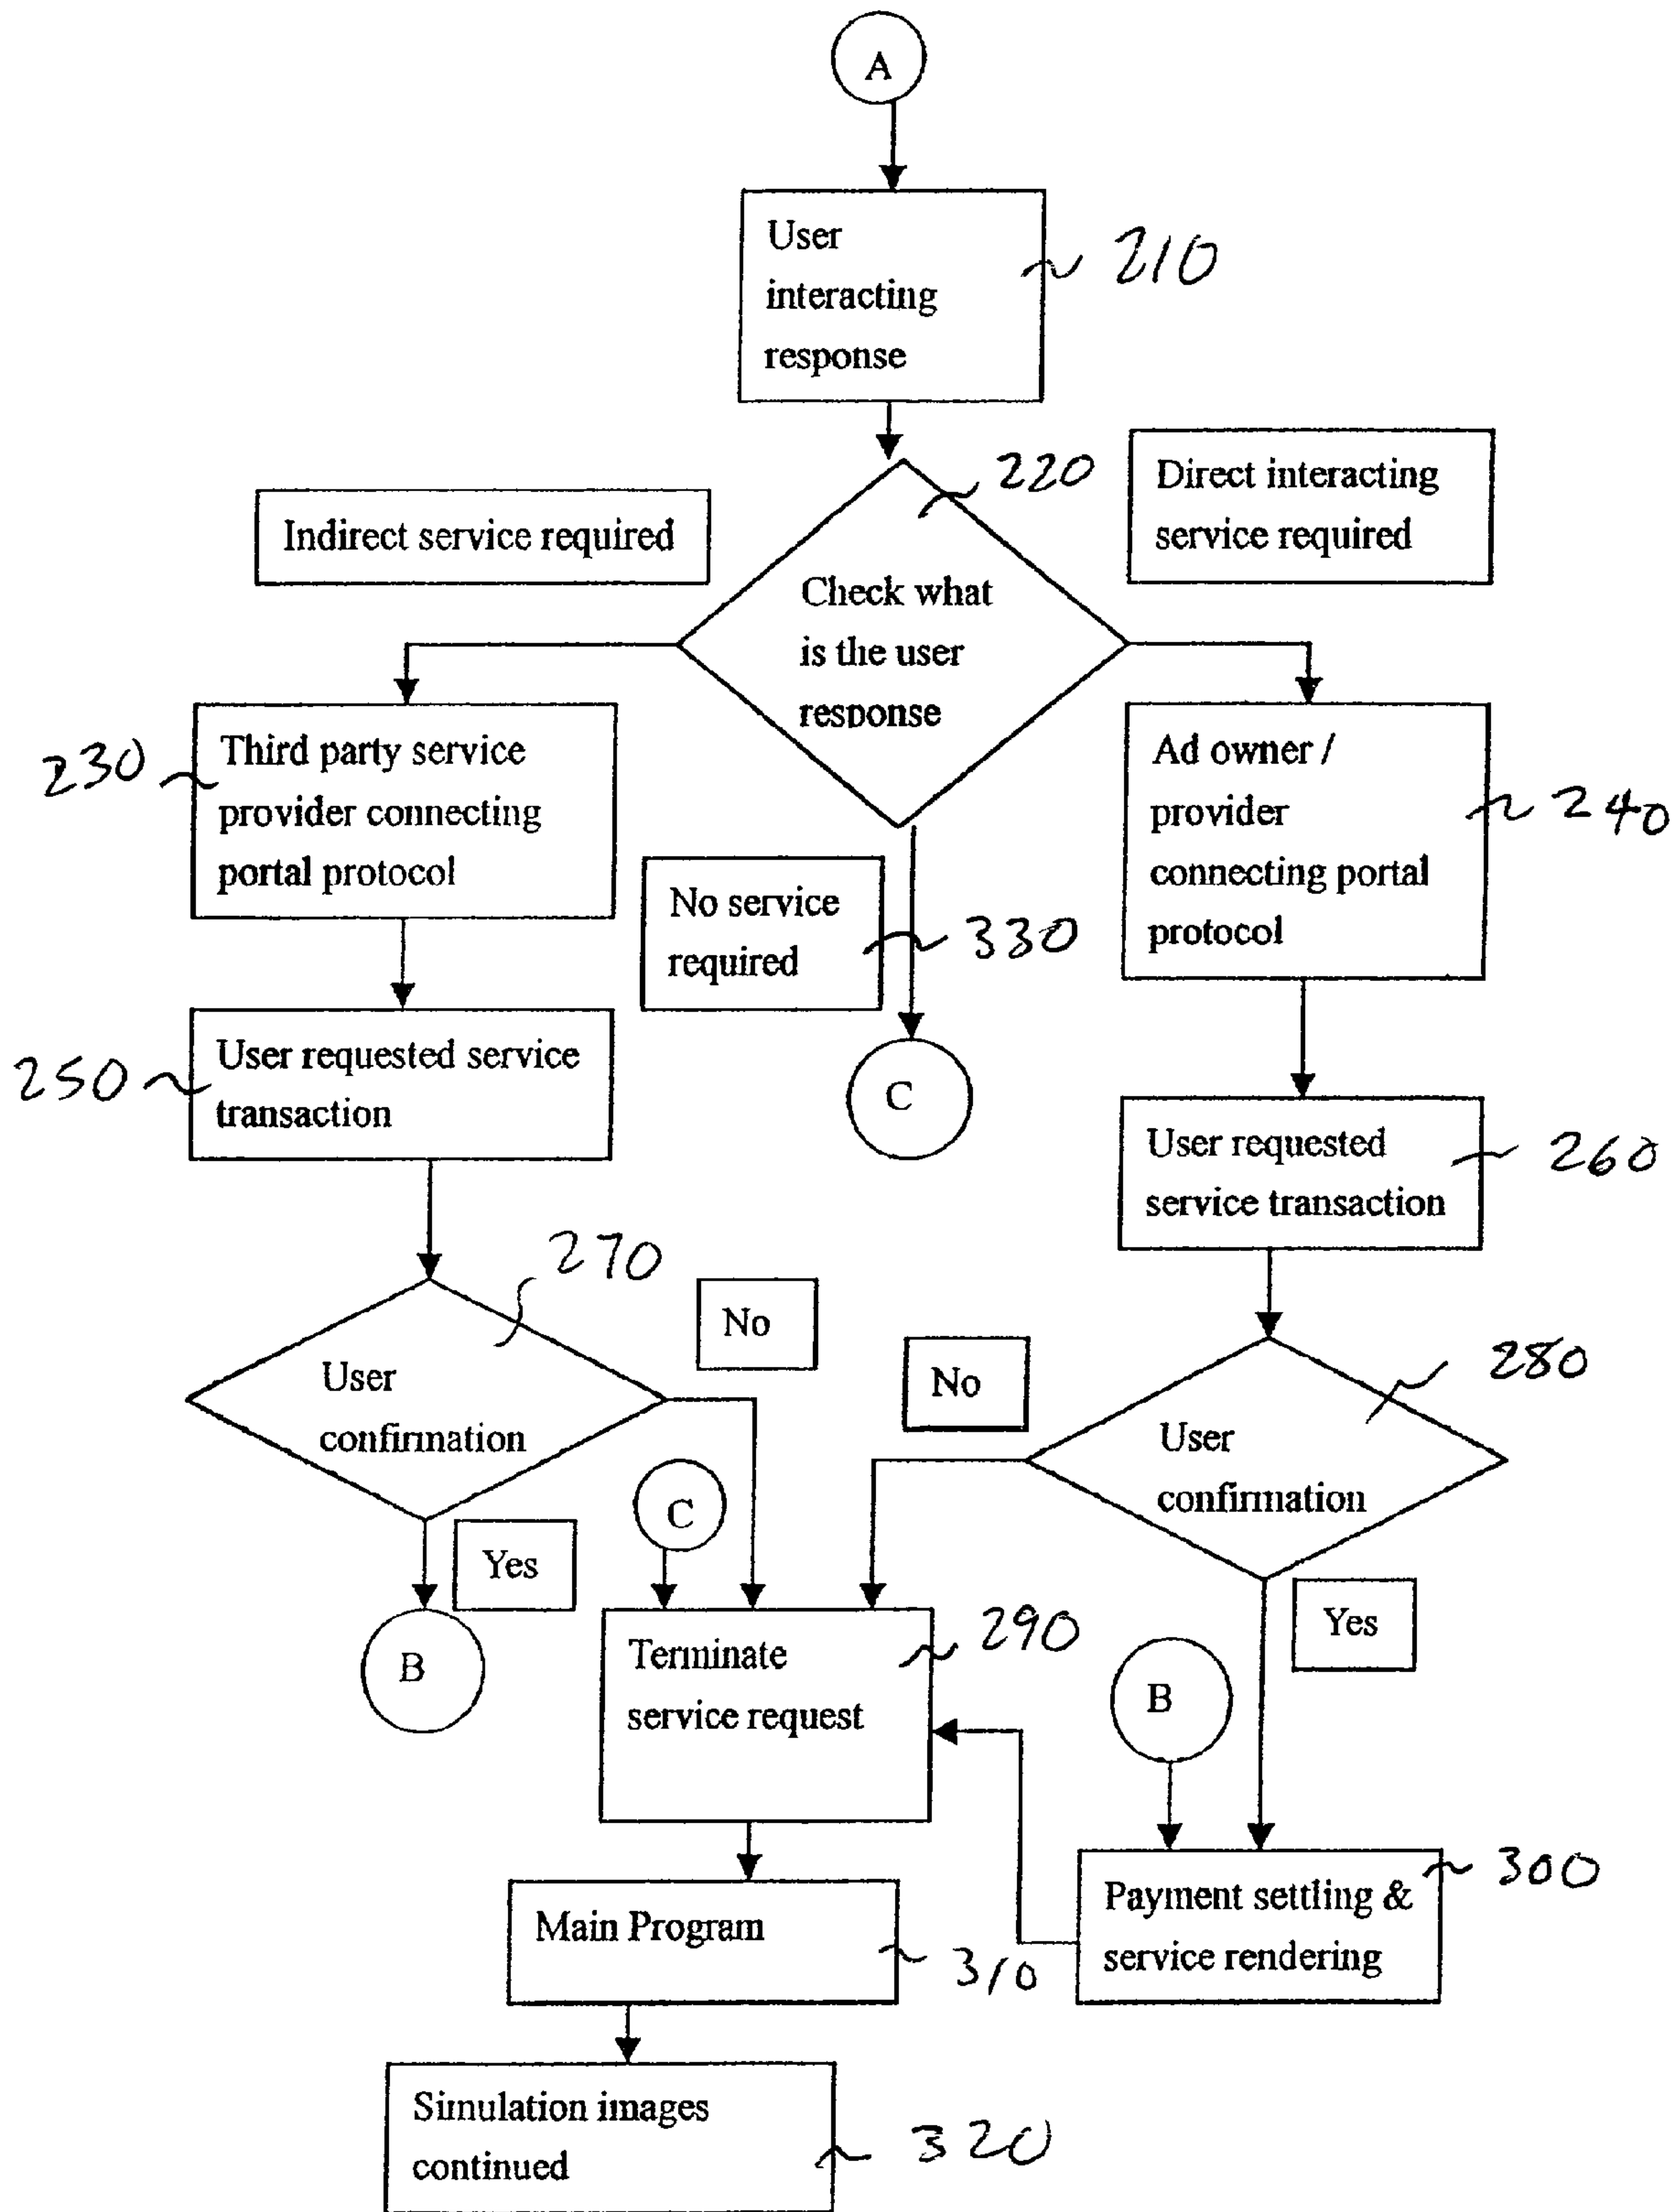 A
User
interacting
response
210
220
Direct interacting
service required
Indirect service required
Check what
is the user
response
230
Third party service
provider connecting
portal protocol
Ad owner /
provider
connecting portal
protocol
240
No service
required
330
250
User requested service
transaction
C
User requested
service transaction
260
270
No
User
confirmation
No
280
User
confirmation
C
Yes
B
Terminate
service request
290
Yes
B
Payment settling &
service rendering
300
Main Program
310
Simulation images
continued
320